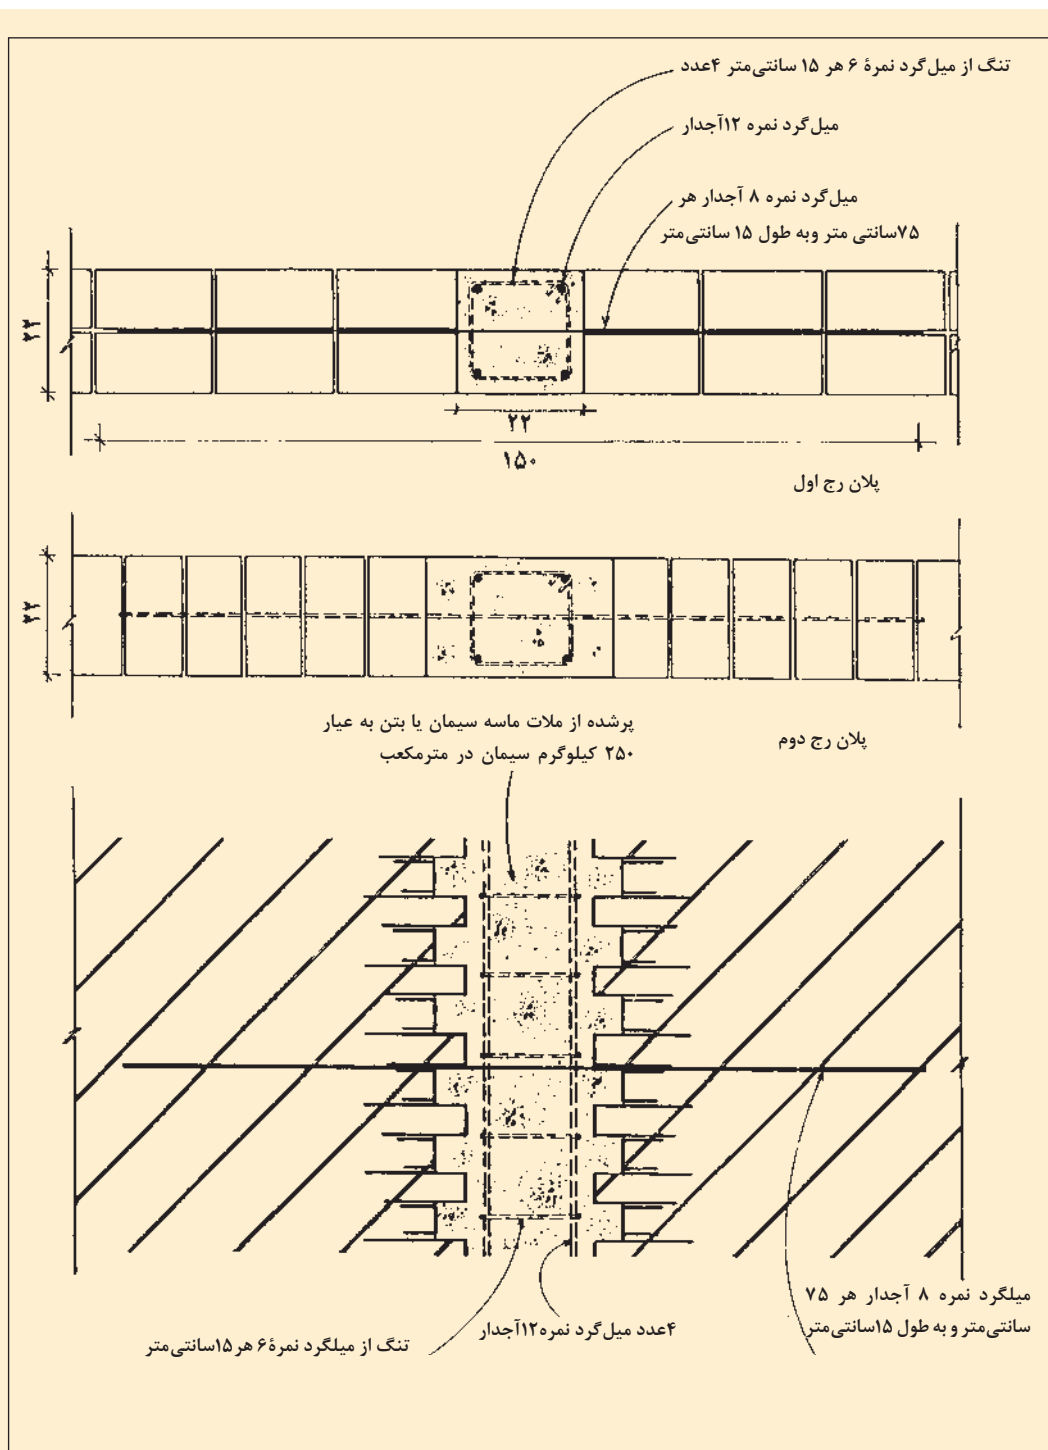 تنگ از میل‌گرد نمرهٔ ۶ هر ۱۵ سانتی‌متر ۴عدد
میل‌گرد نمره ۱۲آجدار
میل‌گرد نمره ۸ آجدار هر
۷۵سانتی متر وبه طول ۱۵ سانتی‌متر
۲۲
۲۲
۱۵۰
پلان رج اول
۲۲
پرشده از ملات ماسه سیمان یا بتن به عیار
۲۵۰ کیلوگرم سیمان در مترمکعب
پلان رج دوم
میلگرد نمره ۸ آجدار هر ۷۵
سانتی‌متر و به طول ۱۵سانتی‌متر
۴عدد میل‌گرد نمره۱۲آجدار
تنگ از میلگرد نمرهٔ۶ هر۱۵سانتی‌متر